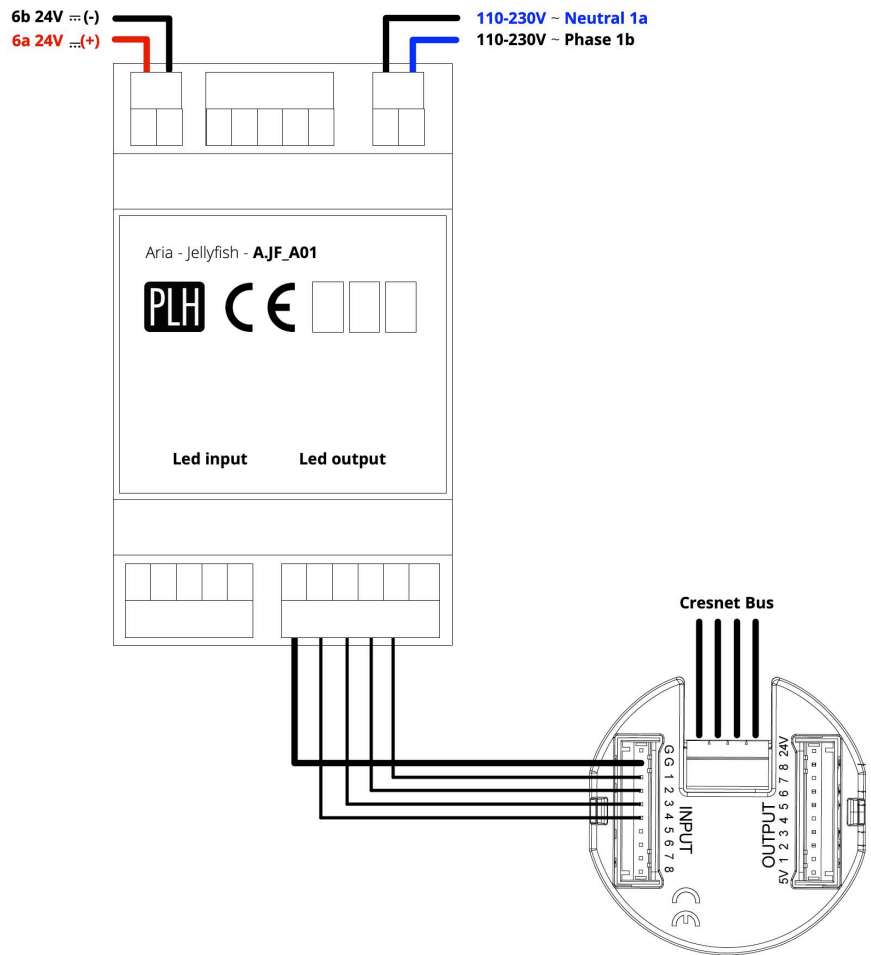 6b 24V ⎓ (-)
6a 24V ⎓(+)
110-230V ~ Neutral 1a
110-230V ~ Phase 1b
Aria - Jellyfish - A.JF_A01
PLH CE
Led input Led output
Cresnet Bus
G G 1 2 3 4 5 6 7 8
INPUT
OUTPUT
5V 1 2 3 4 5 6 7 8 24V
CE